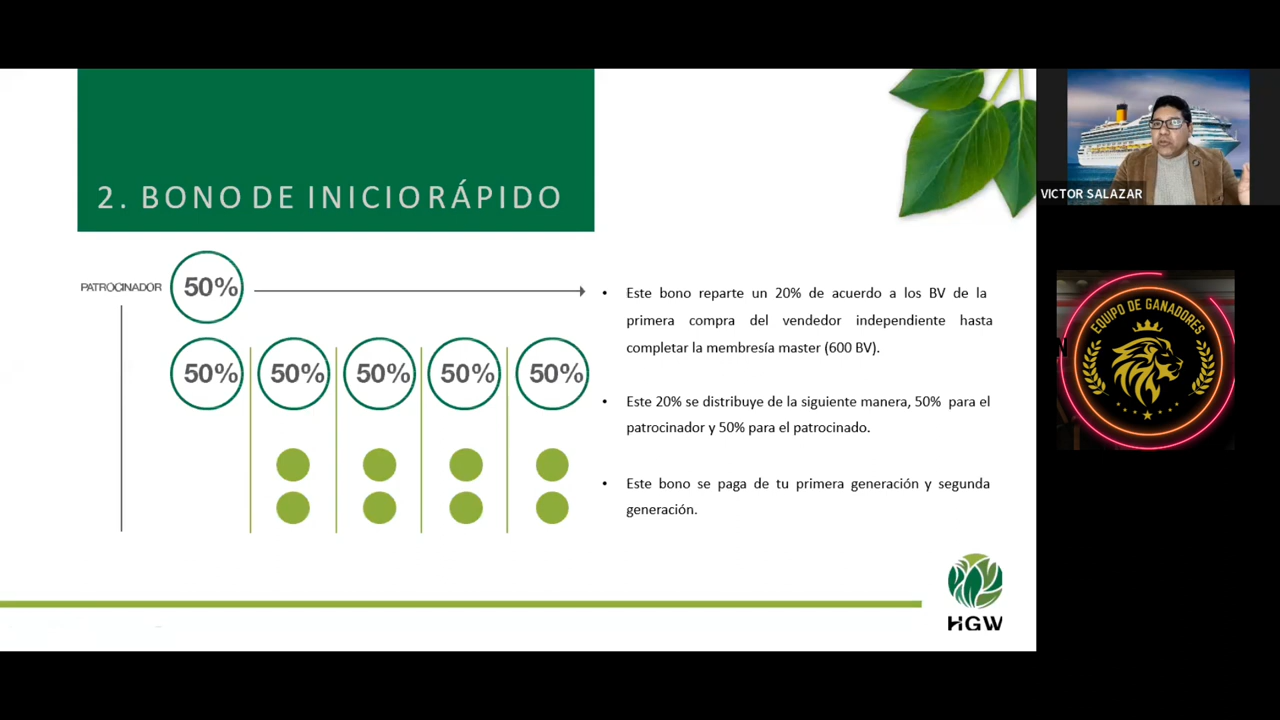 2. BONO DE INICIO RÁPIDO
PATROCINADOR
50%
50%
50%
50%
50%
50%
• Este bono reparte un 20% de acuerdo a los BV de la
primera compra del vendedor independiente hasta
completar la membresía master (600 BV).
• Este 20% se distribuye de la siguiente manera, 50% para el
patrocinador y 50% para el patrocinado.
• Este bono se paga de tu primera generación y segunda
generación.
HGW
VICTOR SALAZAR
EQUIPO DE GANADORES